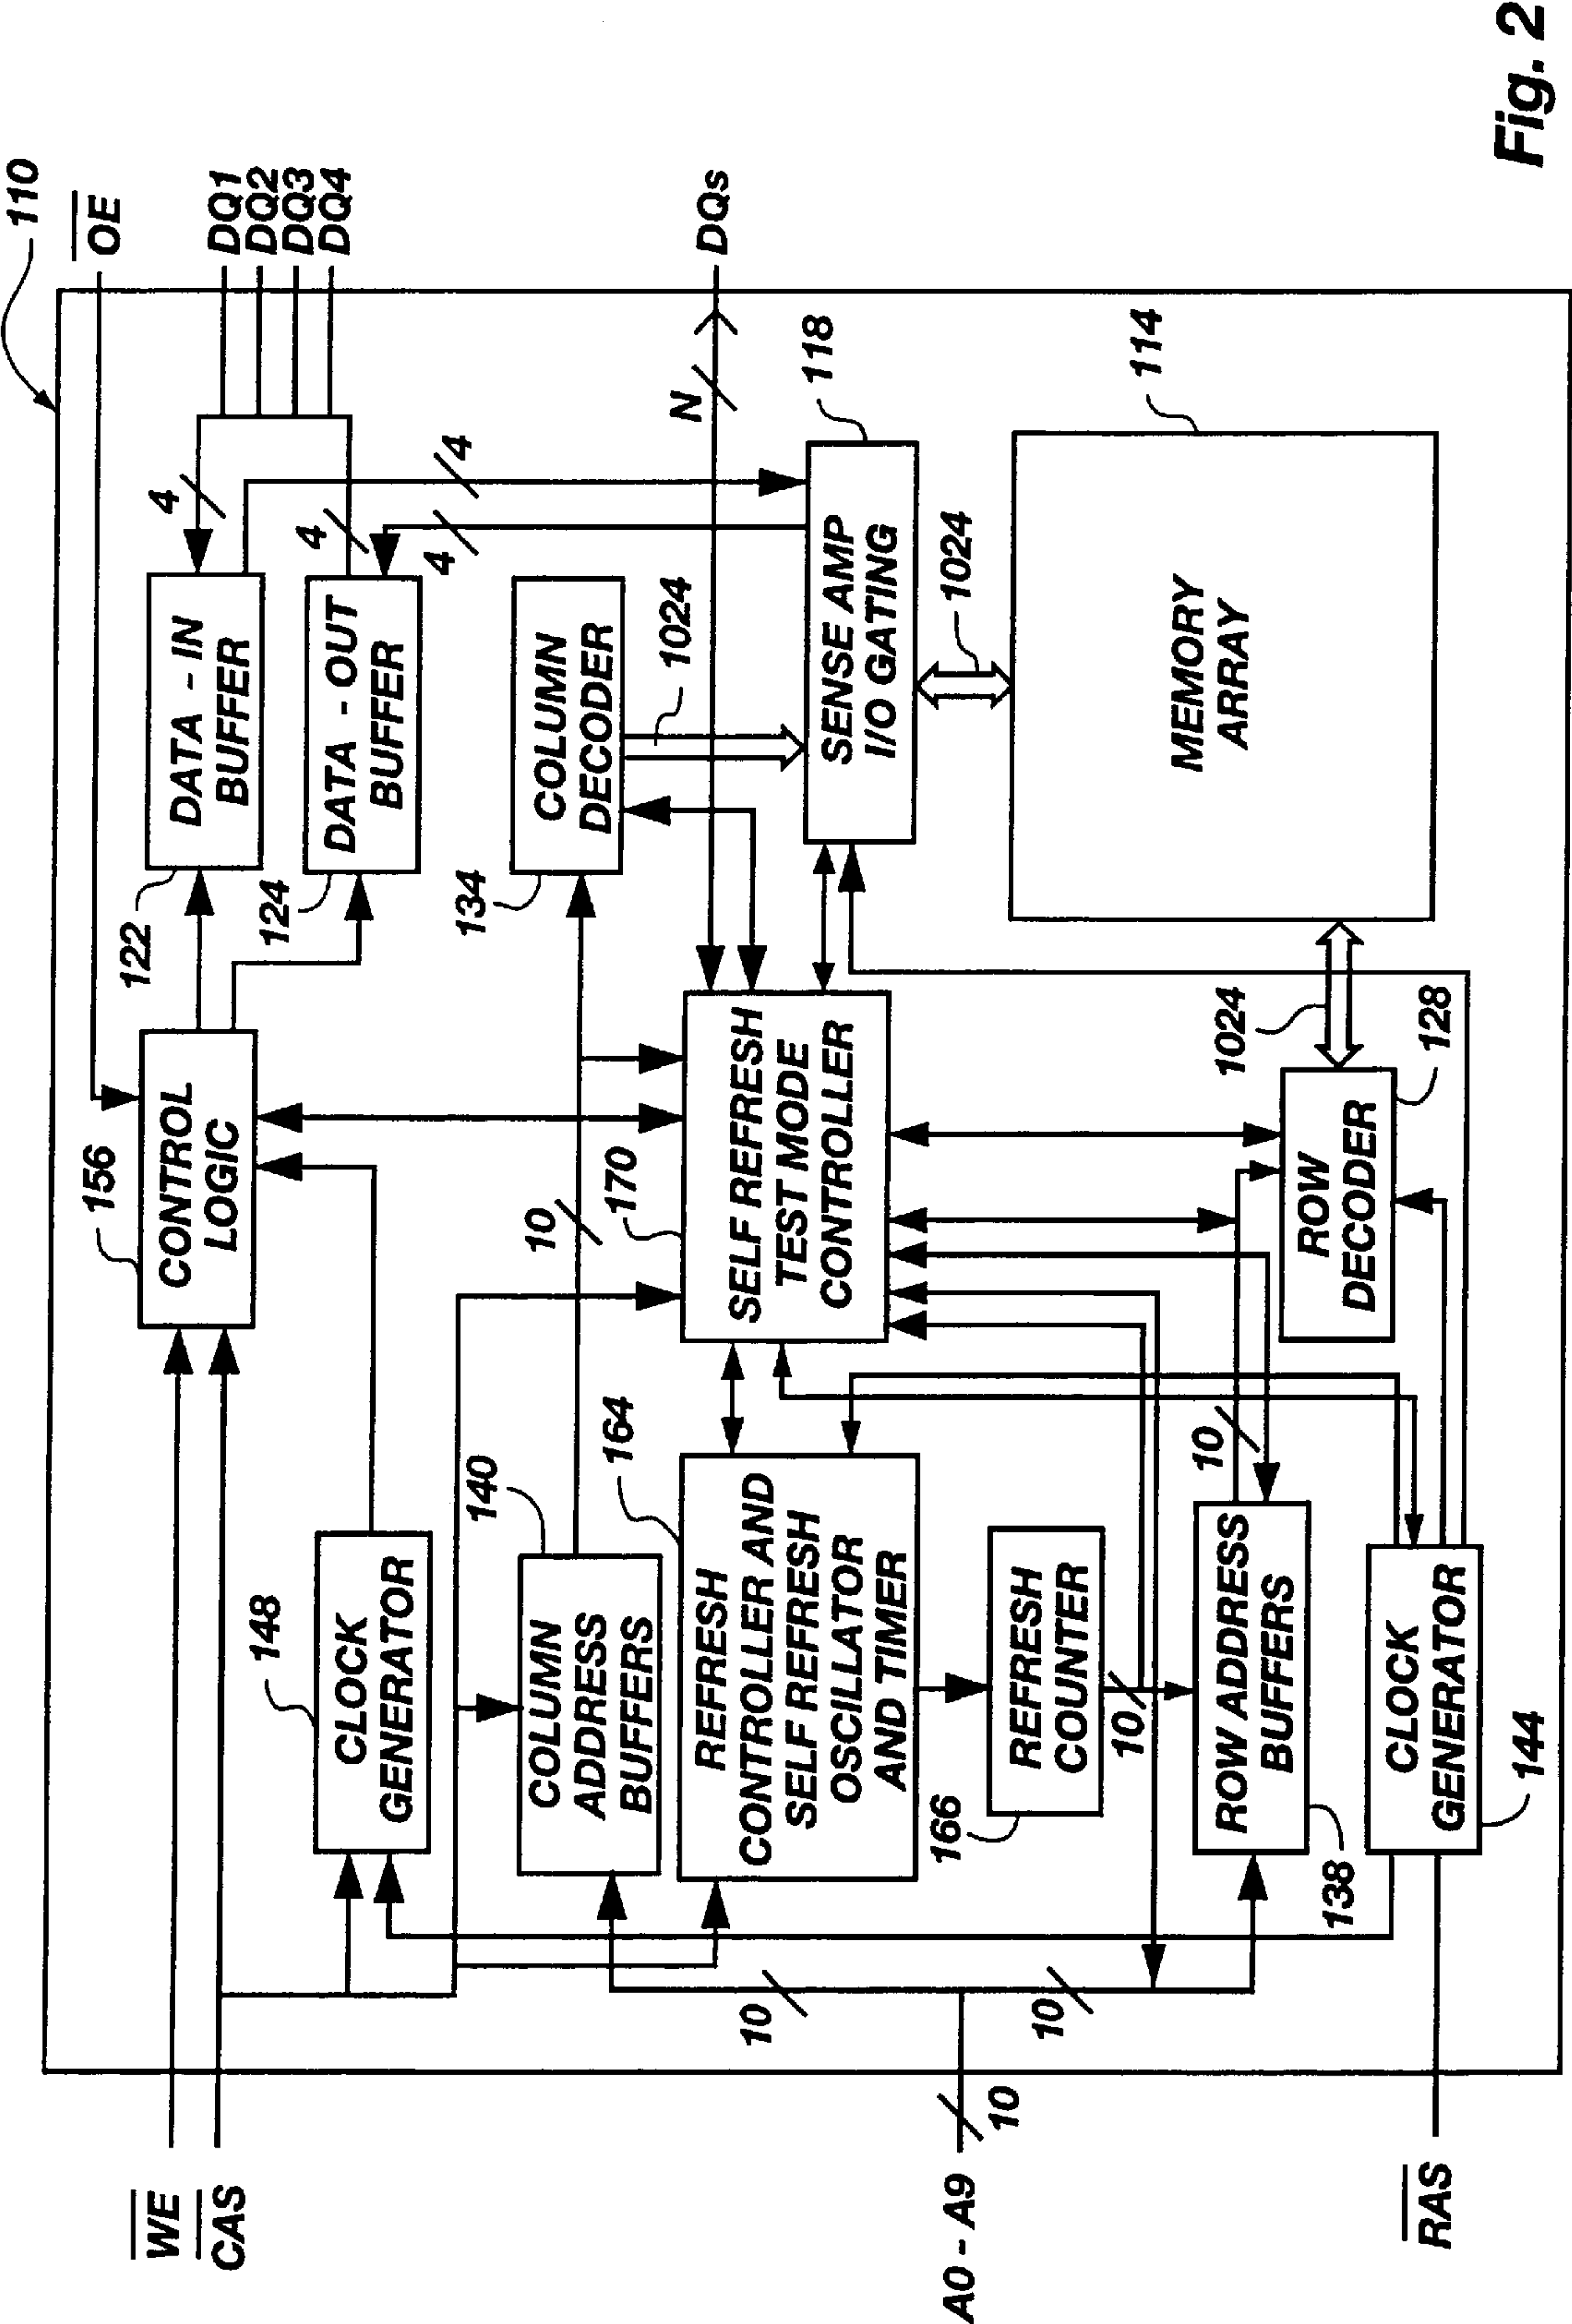 110
OE
WE
CAS
156
CONTROL
LOGIC
122
DATA - IN
BUFFER
4
DQ1
DQ2
DQ3
DQ4
148
CLOCK
GENERATOR
124
DATA - OUT
BUFFER
4
4
4
140
COLUMN
ADDRESS
BUFFERS
10
134
COLUMN
DECODER
1024
164
REFRESH
CONTROLLER AND
SELF REFRESH
OSCILLATOR
AND TIMER
170
SELF REFRESH
TEST MODE
CONTROLLER
N
DQs
10
A0 - A9
10
10
166
REFRESH
COUNTER
10
118
SENSE AMP
I/O GATING
1024
138
ROW ADDRESS
BUFFERS
10
1024
128
ROW
DECODER
114
MEMORY
ARRAY
RAS
144
CLOCK
GENERATOR
Fig. 2